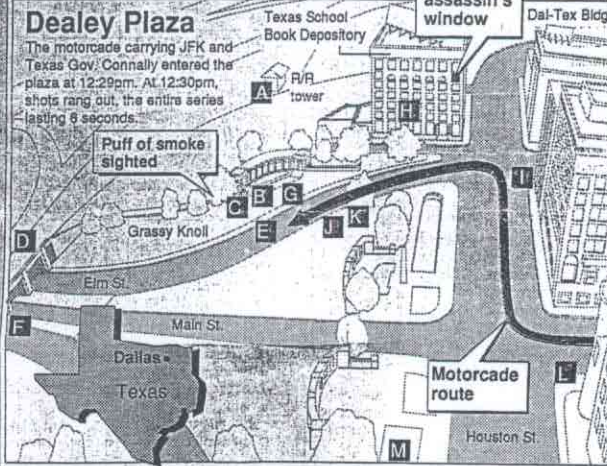 Dealey Plaza
The motorcade carrying JFK and
Texas Gov. Connally entered the
plaza at 12:29pm. At 12:30pm,
shots rang out, the entire series
lasting 6 seconds.
Texas School
Book Depository
assassin's
window
Dal-Tex Bldg
A
R/R
tower
H
Puff of smoke
sighted
C
B
G
I
D
Grassy Knoll
E
J
K
Elm St.
F
Main St.
Dallas
Texas
Motorcade
route
L
M
Houston St.